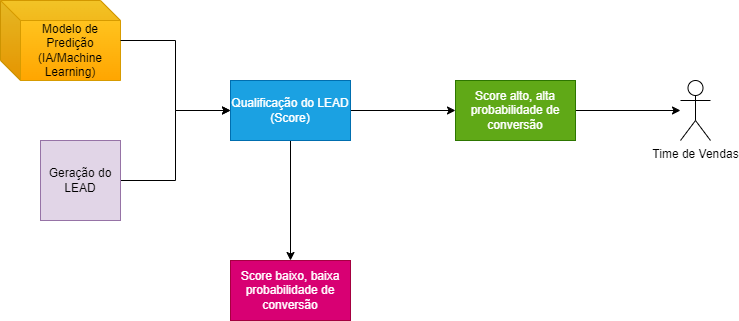 Modelo de
Predição
(IA/Machine
Learning)
Geração do
LEAD
Qualificação do LEAD
(Score)
Score alto, alta
probabilidade de
conversão
Time de Vendas
Score baixo, baixa
probabilidade de
conversão